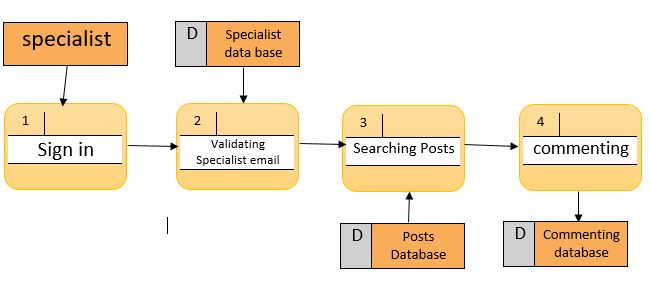 specialist
D
Specialist
data base
1
Sign in
2
Validating
Specialist email
3
Searching Posts
4
commenting
D
Posts
Database
D
Commenting
database